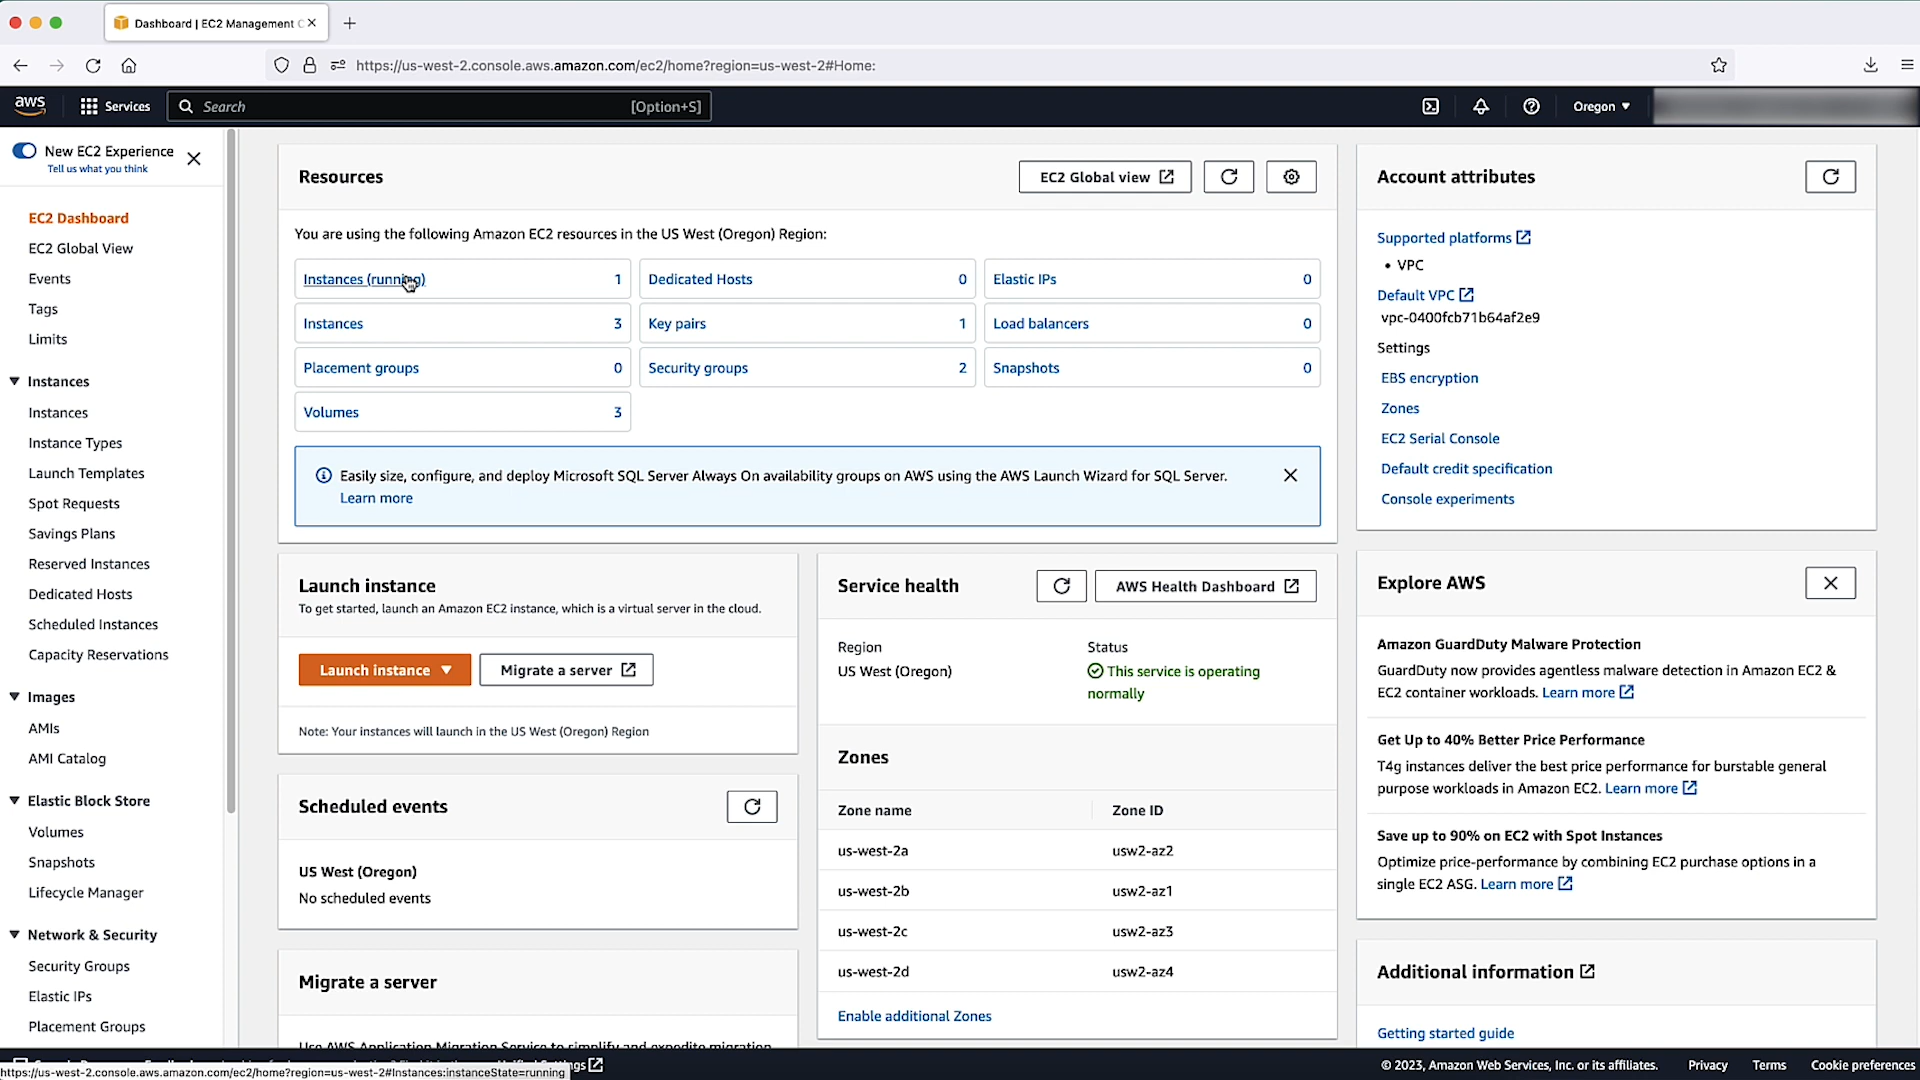 Dashboard | EC2 Management C
https://us-west-2.console.aws.amazon.com/ec2/home?region=us-west-2#Home:
aws
Services
Search
[Option+S]
Oregon
New EC2 Experience
Tell us what you think
EC2 Dashboard
EC2 Global View
Events
Tags
Limits
Instances
Instances
Instance Types
Launch Templates
Spot Requests
Savings Plans
Reserved Instances
Dedicated Hosts
Scheduled Instances
Capacity Reservations
Images
AMIs
AMI Catalog
Elastic Block Store
Volumes
Snapshots
Lifecycle Manager
Network & Security
Security Groups
Elastic IPs
Placement Groups
Resources
EC2 Global view
You are using the following Amazon EC2 resources in the US West (Oregon) Region:
Instances (running) 1
Dedicated Hosts 0
Elastic IPs 0
Instances 3
Key pairs 1
Load balancers 0
Placement groups 0
Security groups 2
Snapshots 0
Volumes 3
Easily size, configure, and deploy Microsoft SQL Server Always On availability groups on AWS using the AWS Launch Wizard for SQL Server.
Learn more
Launch instance
To get started, launch an Amazon EC2 instance, which is a virtual server in the cloud.
Launch instance
Migrate a server
Note: Your instances will launch in the US West (Oregon) Region
Scheduled events
US West (Oregon)
No scheduled events
Migrate a server
Use AWS Application Migration Service to simplify and expedite migration
Service health
AWS Health Dashboard
Region
Status
US West (Oregon)
This service is operating
normally
Zones
Zone name
Zone ID
us-west-2a
usw2-az2
us-west-2b
usw2-az1
us-west-2c
usw2-az3
us-west-2d
usw2-az4
Enable additional Zones
Account attributes
Supported platforms
• VPC
Default VPC
vpc-0400fcb71b64af2e9
Settings
EBS encryption
Zones
EC2 Serial Console
Default credit specification
Console experiments
Explore AWS
Amazon GuardDuty Malware Protection
GuardDuty now provides agentless malware detection in Amazon EC2 &
EC2 container workloads. Learn more
Get Up to 40% Better Price Performance
T4g instances deliver the best price performance for burstable general
purpose workloads in Amazon EC2. Learn more
Save up to 90% on EC2 with Spot Instances
Optimize price-performance by combining EC2 purchase options in a
single EC2 ASG. Learn more
Additional information
Getting started guide
https://us-west-2.console.aws.amazon.com/ec2/home?region=us-west-2#Instances:instanceState=running
© 2023, Amazon Web Services, Inc. or its affiliates.
Privacy
Terms
Cookie preferences